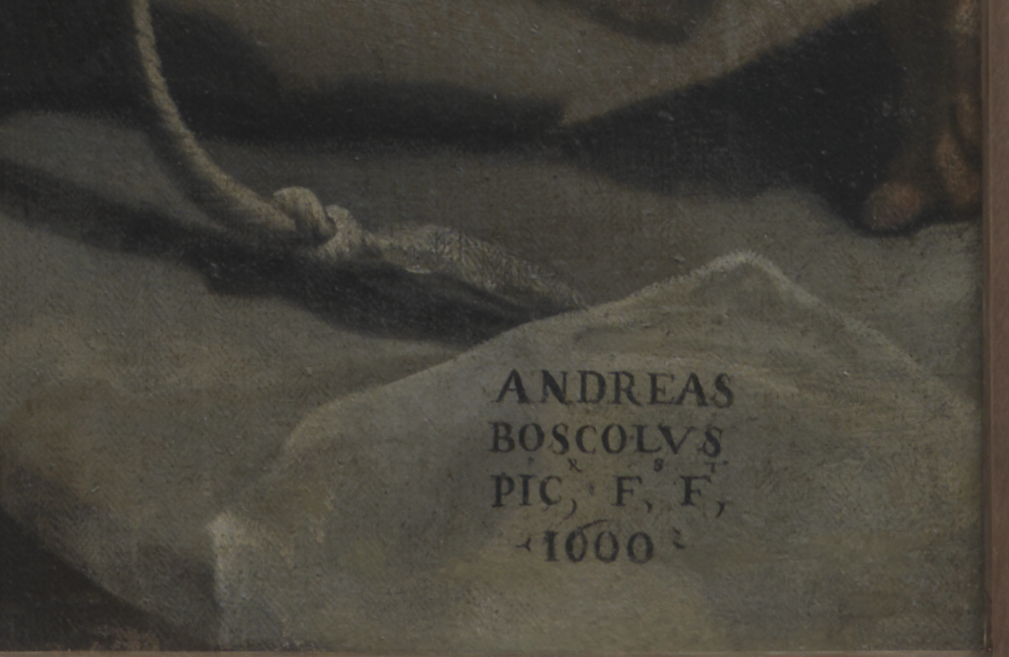 ANDREAS
BOSCOLVS
PIC, F, F,
1600